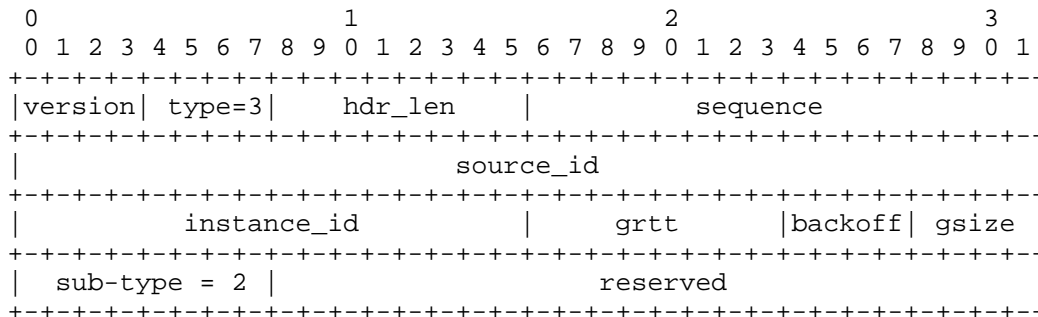 0                   1                   2                   3
 0 1 2 3 4 5 6 7 8 9 0 1 2 3 4 5 6 7 8 9 0 1 2 3 4 5 6 7 8 9 0 1
+-+-+-+-+-+-+-+-+-+-+-+-+-+-+-+-+-+-+-+-+-+-+-+-+-+-+-+-+-+-+-+--
|version| type=3|    hdr_len    |          sequence
+-+-+-+-+-+-+-+-+-+-+-+-+-+-+-+-+-+-+-+-+-+-+-+-+-+-+-+-+-+-+-+--
|                           source_id
+-+-+-+-+-+-+-+-+-+-+-+-+-+-+-+-+-+-+-+-+-+-+-+-+-+-+-+-+-+-+-+--
|          instance_id          |     grtt      |backoff| gsize
+-+-+-+-+-+-+-+-+-+-+-+-+-+-+-+-+-+-+-+-+-+-+-+-+-+-+-+-+-+-+-+--
|  sub-type = 2 |                    reserved
+-+-+-+-+-+-+-+-+-+-+-+-+-+-+-+-+-+-+-+-+-+-+-+-+-+-+-+-+-+-+-+--